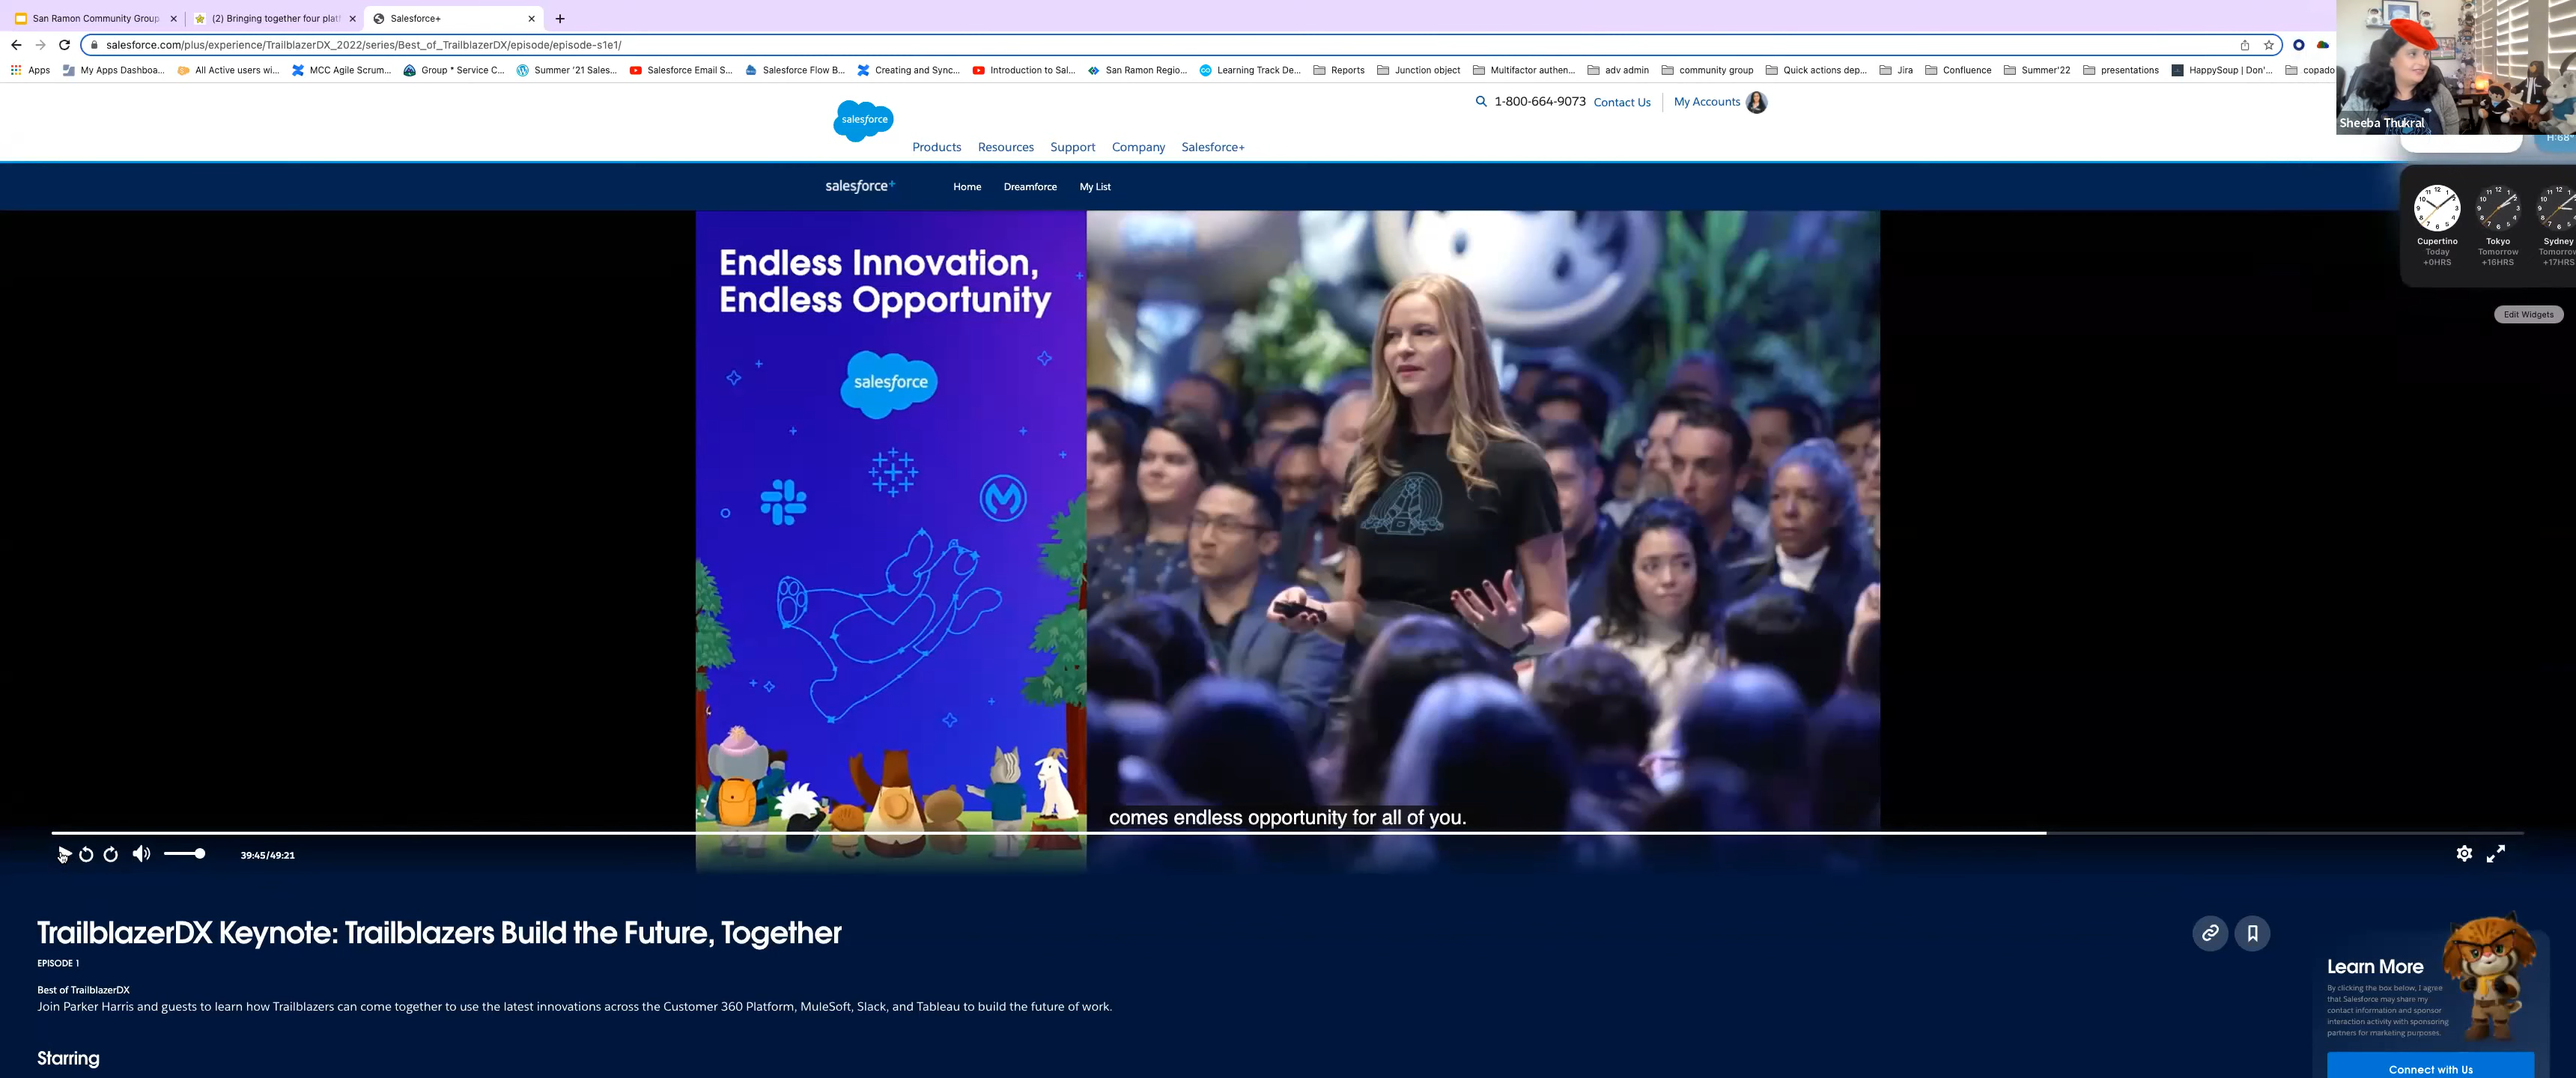 San Ramon Community Group
(2) Bringing together four plat
Salesforce+
salesforce.com/plus/experience/TrailblazerDX_2022/series/Best_of_TrailblazerDX/episode/episode-s1e1/
Apps
My Apps Dashboa...
All Active users wi...
MCC Agile Scrum...
Group * Service C...
Summer '21 Sales...
Salesforce Email S...
Salesforce Flow B...
Creating and Sync...
Introduction to Sal...
San Ramon Regio...
Learning Track De...
Reports
Junction object
Multifactor authen...
adv admin
community group
Quick actions dep...
Jira
Confluence
Summer'22
presentations
HappySoup | Don'...
copado
Sheeba Thukral
H:68°
salesforce
1-800-664-9073 Contact Us
My Accounts
Products Resources Support Company Salesforce+
salesforce+
Home Dreamforce My List
Cupertino
Today
+0HRS
Tokyo
Tomorrow
+16HRS
Sydney
Tomorrow
+17HRS
Edit Widgets
Endless Innovation,
Endless Opportunity
salesforce
comes endless opportunity for all of you.
39:45/49:21
TrailblazerDX Keynote: Trailblazers Build the Future, Together
EPISODE 1
Best of TrailblazerDX
Join Parker Harris and guests to learn how Trailblazers can come together to use the latest innovations across the Customer 360 Platform, MuleSoft, Slack, and Tableau to build the future of work.
Starring
Learn More
By clicking the box below, I agree
that Salesforce may share my
contact information and sponsor
interaction activity with sponsoring
partners for marketing purposes.
Connect with Us